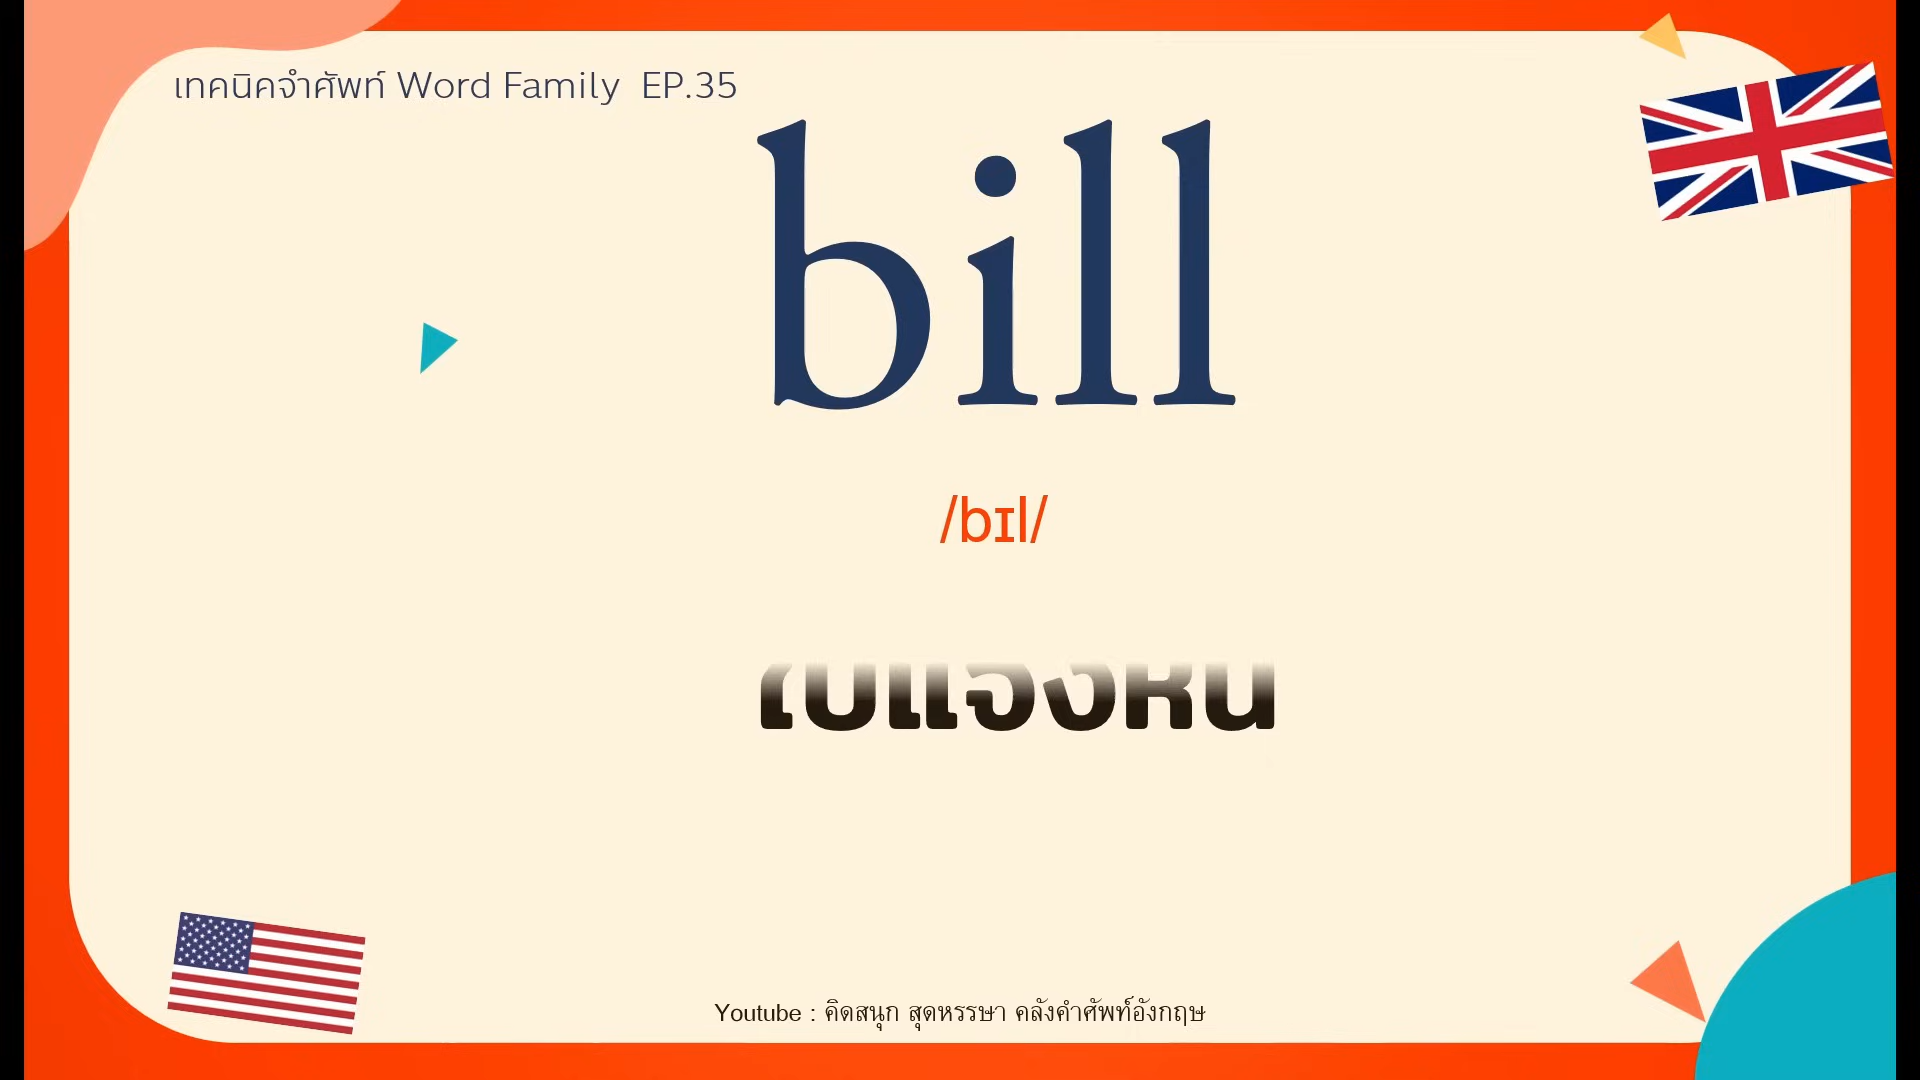 เทคนิคจำศัพท์ Word Family EP.35
bill
/bɪl/
Youtube : คิดสนุก สุดหรรษา คลังคำศัพท์อังกฤษ